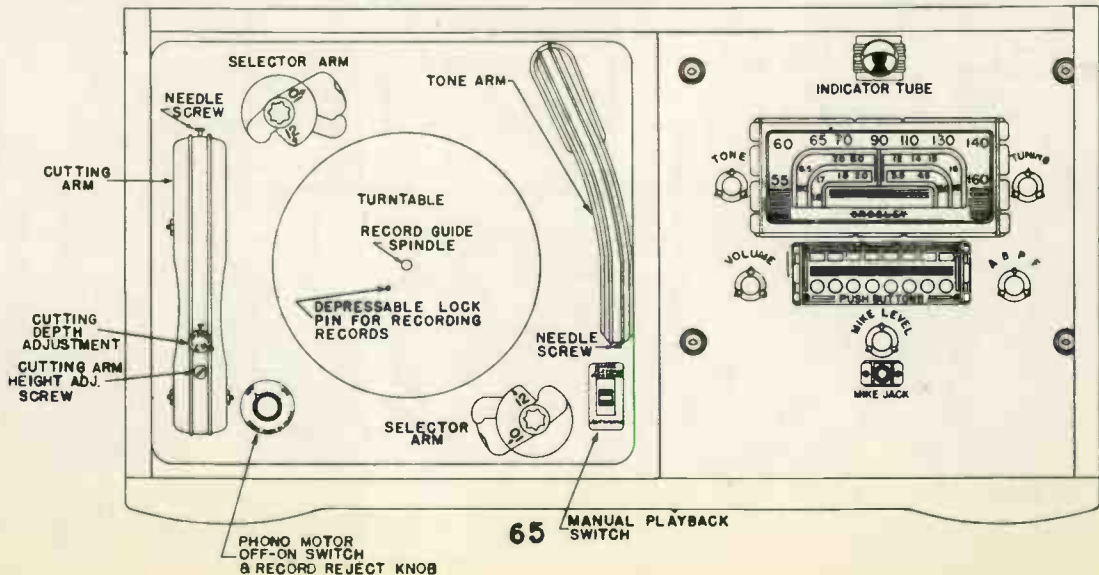 SELECTOR ARM
NEEDLE
SCREW
10
12
CUTTING
ARM
TONE ARM
TURNTABLE
RECORD GUIDE
SPINDLE
DEPRESSABLE LOCK
PIN FOR RECORDING
RECORDS
CUTTING
DEPTH
ADJUSTMENT
CUTTING ARM
HEIGHT ADJ.
SCREW
NEEDLE
SCREW
SELECTOR
ARM
12
10
PHONO MOTOR
OFF-ON SWITCH
& RECORD REJECT KNOB
MANUAL PLAYBACK
SWITCH
INDICATOR TUBE
60 65 70 90 110 130 140
55 160
CROSLEY
TONE
TUNING
VOLUME
A B P F
PUSH BUTTONS
MIKE LEVEL
MIKE JACK
65